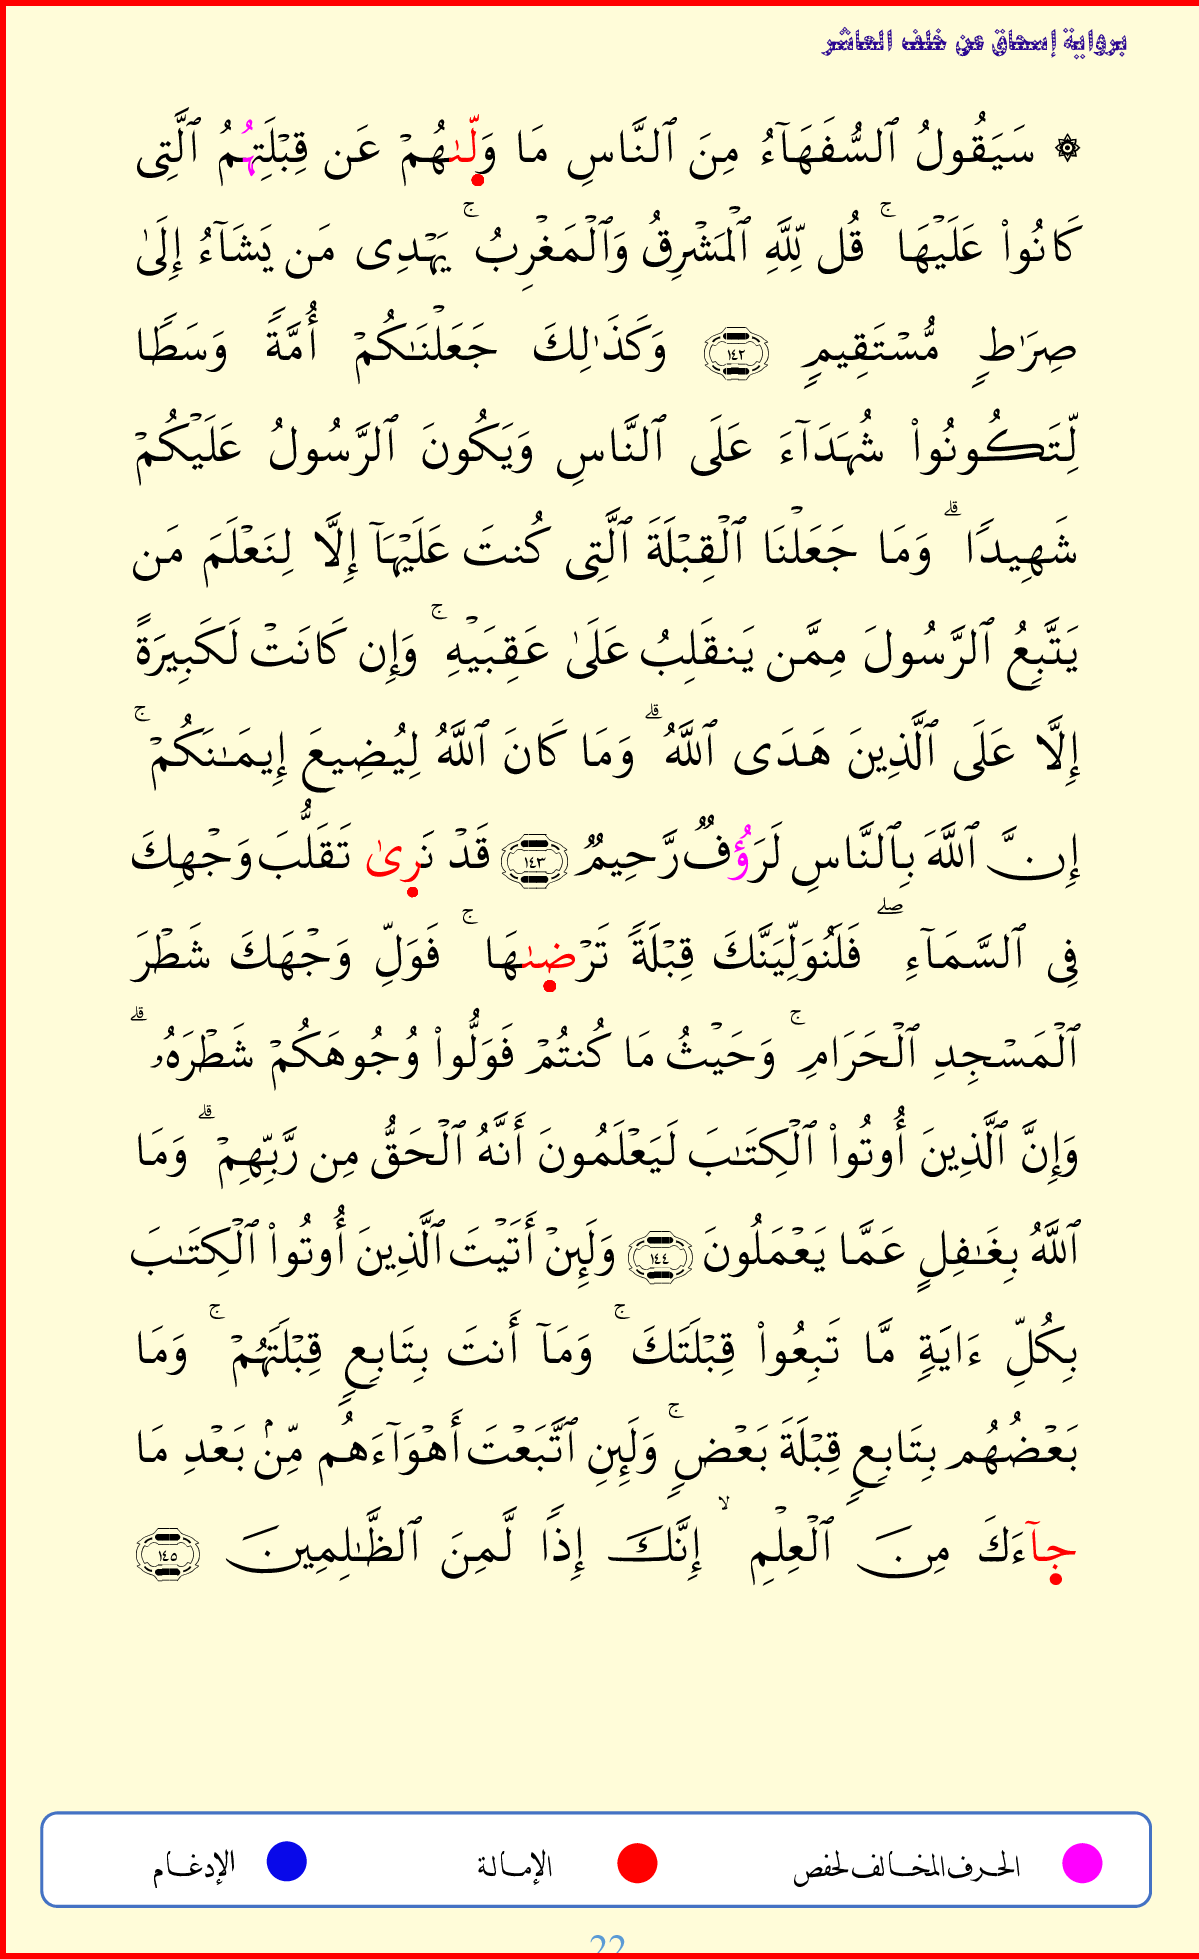 برواية إسحاق عن خلف العاشر
۞ سَيَقُولُ ٱلسُّفَهَآءُ مِنَ ٱلنَّاسِ مَا وَلّىٰهُمۡ عَن قِبۡلَتِهُمُ ٱلَّتِى
كَانُواْ عَلَيۡهَا ۚ قُل لِّلَّهِ ٱلۡمَشۡرِقُ وَٱلۡمَغۡرِبُ ۚ يَهۡدِى مَن يَشَآءُ إِلَىٰ
صِرَٰطٍ مُّسۡتَقِيمٍ ١٤٢ وَكَذَٰلِكَ جَعَلۡنَٰكُمۡ أُمَّةً وَسَطًا
لِّتَكُونُواْ شُهَدَآءَ عَلَى ٱلنَّاسِ وَيَكُونَ ٱلرَّسُولُ عَلَيۡكُمۡ
شَهِيدًا ۗ وَمَا جَعَلۡنَا ٱلۡقِبۡلَةَ ٱلَّتِى كُنتَ عَلَيۡهَآ إِلَّا لِنَعۡلَمَ مَن
يَتَّبِعُ ٱلرَّسُولَ مِمَّن يَنقَلِبُ عَلَىٰ عَقِبَيۡهِ ۚ وَإِن كَانَتۡ لَكَبِيرَةً
إِلَّا عَلَى ٱلَّذِينَ هَدَى ٱللَّهُ ۗ وَمَا كَانَ ٱللَّهُ لِيُضِيعَ إِيمَٰنَكُمۡ ۚ
إِنَّ ٱللَّهَ بِٱلنَّاسِ لَرَؤُفٌ رَّحِيمٌ ١٤٣ قَدۡ نَرىٰ تَقَلُّبَ وَجۡهِكَ
فِى ٱلسَّمَآءِ ۖ فَلَنُوَلِّيَنَّكَ قِبۡلَةً تَرۡضىٰهَا ۚ فَوَلِّ وَجۡهَكَ شَطۡرَ
ٱلۡمَسۡجِدِ ٱلۡحَرَامِ ۚ وَحَيۡثُ مَا كُنتُمۡ فَوَلُّواْ وُجُوهَكُمۡ شَطۡرَهُۥ ۗ
وَإِنَّ ٱلَّذِينَ أُوتُواْ ٱلۡكِتَٰبَ لَيَعۡلَمُونَ أَنَّهُ ٱلۡحَقُّ مِن رَّبِّهِمۡ ۗ وَمَا
ٱللَّهُ بِغَٰفِلٍ عَمَّا يَعۡمَلُونَ ١٤٤ وَلَئِنۡ أَتَيۡتَ ٱلَّذِينَ أُوتُواْ ٱلۡكِتَٰبَ
بِكُلِّ ءَايَةٍ مَّا تَبِعُواْ قِبۡلَتَكَ ۚ وَمَآ أَنتَ بِتَابِعٍ قِبۡلَتَهُمۡ ۚ وَمَا
بَعۡضُهُم بِتَابِعٍ قِبۡلَةَ بَعۡضٍ ۚ وَلَئِنِ ٱتَّبَعۡتَ أَهۡوَآءَهُم مِّنۢ بَعۡدِ مَا
جآءَكَ مِنَ ٱلۡعِلۡمِ ۙ إِنَّكَ إِذًا لَّمِنَ ٱلظَّٰلِمِينَ ١٤٥
الحرف المخالف لحفص الإمالة الإدغام
22